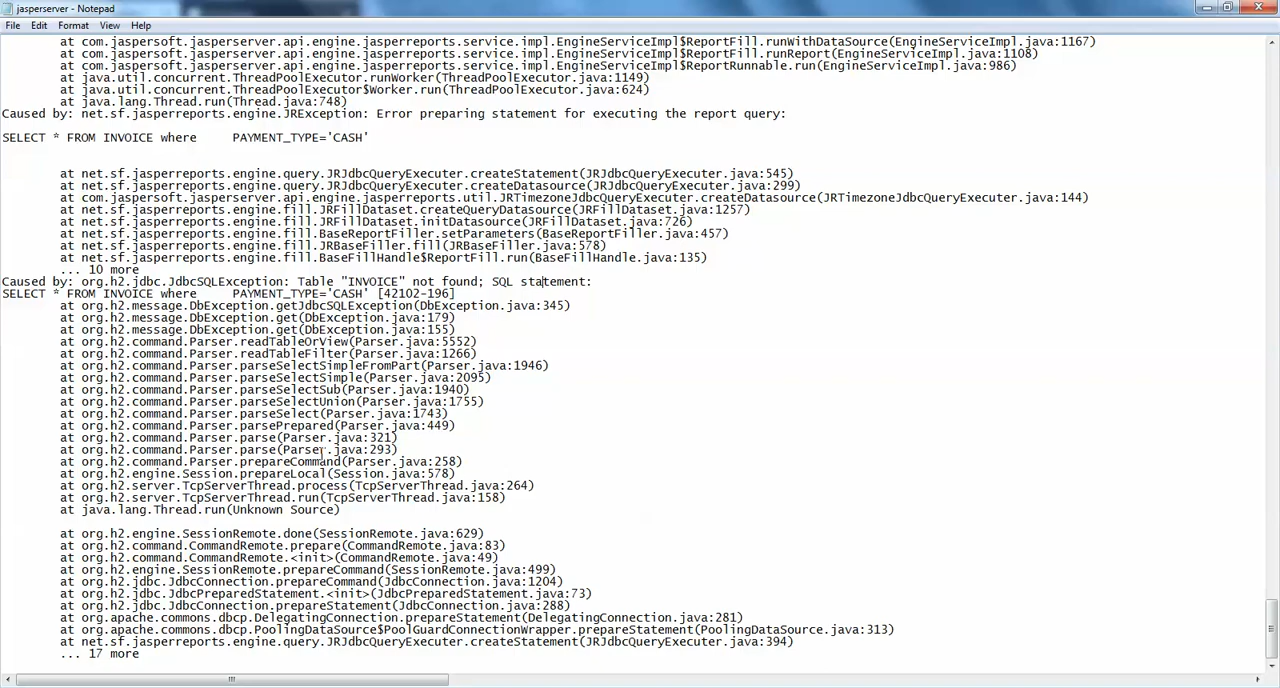 jasperserver - Notepad
File Edit Format View Help
at com.jaspersoft.jasperserver.api.engine.jasperreports.service.impl.EngineServiceImpl$ReportFill.runWithDataSource(EngineServiceImpl.java:1167)
at com.jaspersoft.jasperserver.api.engine.jasperreports.service.impl.EngineServiceImpl$ReportFill.runReport(EngineServiceImpl.java:1108)
at com.jaspersoft.jasperserver.api.engine.jasperreports.service.impl.EngineServiceImpl$ReportRunnable.run(EngineServiceImpl.java:986)
at java.util.concurrent.ThreadPoolExecutor.runWorker(ThreadPoolExecutor.java:1149)
at java.util.concurrent.ThreadPoolExecutor$Worker.run(ThreadPoolExecutor.java:624)
at java.lang.Thread.run(Thread.java:748)
Caused by: net.sf.jasperreports.engine.JRException: Error preparing statement for executing the report query:
SELECT * FROM INVOICE where     PAYMENT_TYPE='CASH'
at net.sf.jasperreports.engine.query.JRJdbcQueryExecuter.createStatement(JRJdbcQueryExecuter.java:545)
at net.sf.jasperreports.engine.query.JRJdbcQueryExecuter.createDatasource(JRJdbcQueryExecuter.java:299)
at com.jaspersoft.jasperserver.api.engine.jasperreports.util.JRTimezoneJdbcQueryExecuter.createDatasource(JRTimezoneJdbcQueryExecuter.java:144)
at net.sf.jasperreports.engine.fill.JRFillDataset.createQueryDatasource(JRFillDataset.java:1257)
at net.sf.jasperreports.engine.fill.JRFillDataset.initDatasource(JRFillDataset.java:726)
at net.sf.jasperreports.engine.fill.BaseReportFiller.setParameters(BaseReportFiller.java:457)
at net.sf.jasperreports.engine.fill.JRBaseFiller.fill(JRBaseFiller.java:578)
at net.sf.jasperreports.engine.fill.BaseFillHandle$ReportFill.run(BaseFillHandle.java:135)
... 10 more
Caused by: org.h2.jdbc.JdbcSQLException: Table "INVOICE" not found; SQL statement:
SELECT * FROM INVOICE where     PAYMENT_TYPE='CASH' [42102-196]
at org.h2.message.DbException.getJdbcSQLException(DbException.java:345)
at org.h2.message.DbException.get(DbException.java:179)
at org.h2.message.DbException.get(DbException.java:155)
at org.h2.command.Parser.readTableOrView(Parser.java:5552)
at org.h2.command.Parser.readTableFilter(Parser.java:1266)
at org.h2.command.Parser.parseSelectSimpleFromPart(Parser.java:1946)
at org.h2.command.Parser.parseSelectSimple(Parser.java:2095)
at org.h2.command.Parser.parseSelectSub(Parser.java:1940)
at org.h2.command.Parser.parseSelectUnion(Parser.java:1755)
at org.h2.command.Parser.parseSelect(Parser.java:1743)
at org.h2.command.Parser.parsePrepared(Parser.java:449)
at org.h2.command.Parser.parse(Parser.java:321)
at org.h2.command.Parser.parse(Parser.java:293)
at org.h2.command.Parser.prepareCommand(Parser.java:258)
at org.h2.engine.Session.prepareLocal(Session.java:578)
at org.h2.server.TcpServerThread.process(TcpServerThread.java:264)
at org.h2.server.TcpServerThread.run(TcpServerThread.java:158)
at java.lang.Thread.run(Unknown Source)
at org.h2.engine.SessionRemote.done(SessionRemote.java:629)
at org.h2.command.CommandRemote.prepare(CommandRemote.java:83)
at org.h2.command.CommandRemote.<init>(CommandRemote.java:49)
at org.h2.engine.SessionRemote.prepareCommand(SessionRemote.java:499)
at org.h2.jdbc.JdbcConnection.prepareCommand(JdbcConnection.java:1204)
at org.h2.jdbc.JdbcPreparedStatement.<init>(JdbcPreparedStatement.java:73)
at org.h2.jdbc.JdbcConnection.prepareStatement(JdbcConnection.java:288)
at org.apache.commons.dbcp.DelegatingConnection.prepareStatement(DelegatingConnection.java:281)
at org.apache.commons.dbcp.PoolingDataSource$PoolGuardConnectionWrapper.prepareStatement(PoolingDataSource.java:313)
at net.sf.jasperreports.engine.query.JRJdbcQueryExecuter.createStatement(JRJdbcQueryExecuter.java:394)
... 17 more